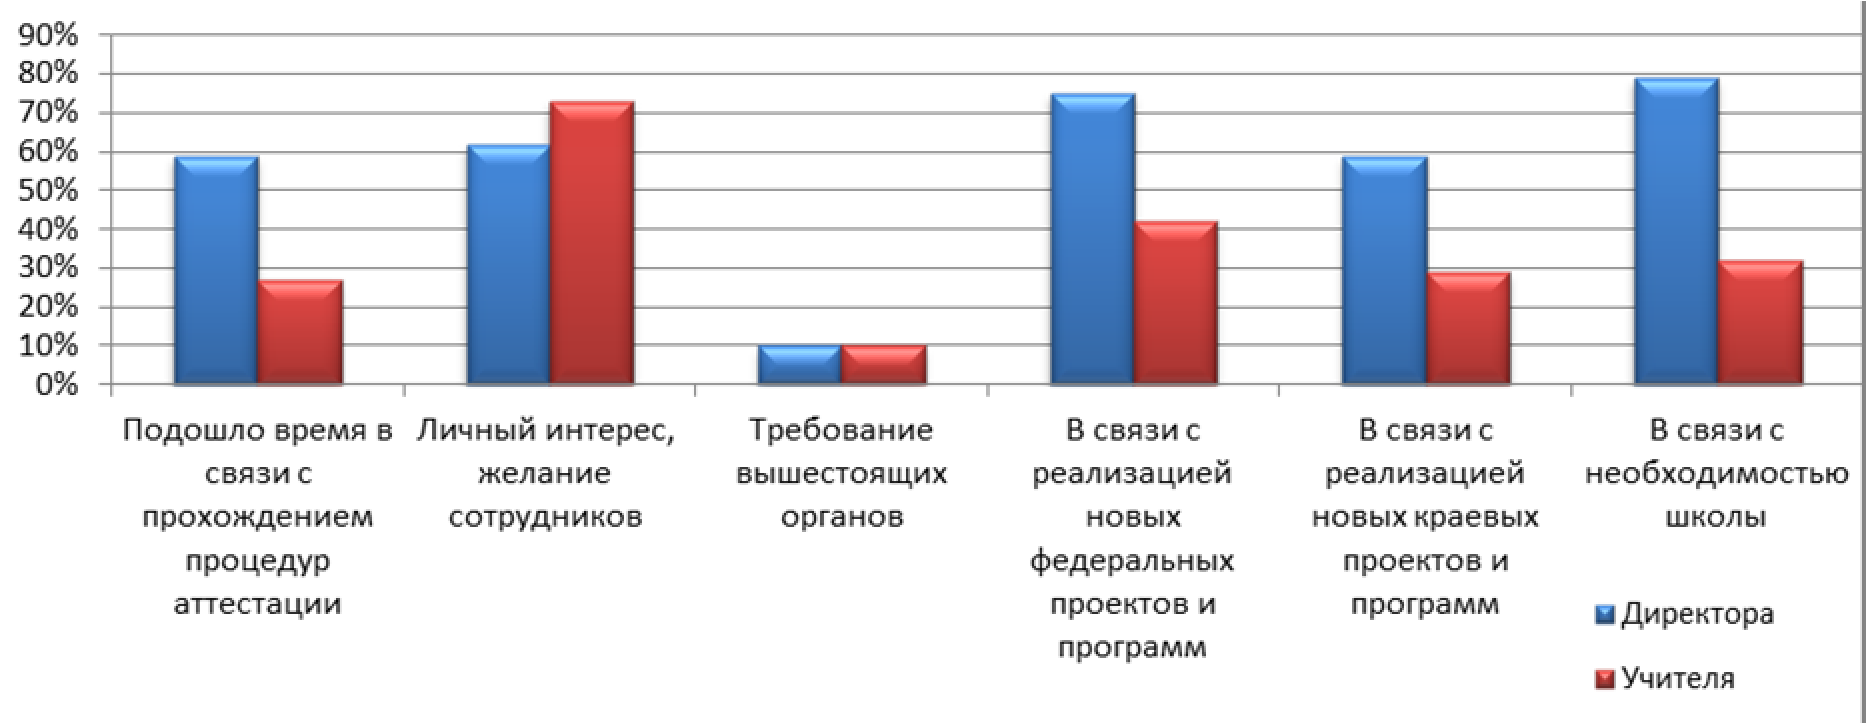 90%
80%
70%
60%
50%
40%
30%
20%
10%
0%
Подошло время в
связи с
прохождением
процедур
аттестации
Личный интерес,
желание
сотрудников
Требование
вышестоящих
органов
В связи с
реализацией
новых
федеральных
проектов и
программ
В связи с
реализацией
новых краевых
проектов и
программ
В связи с
необходимостью
школы
Директора
Учителя